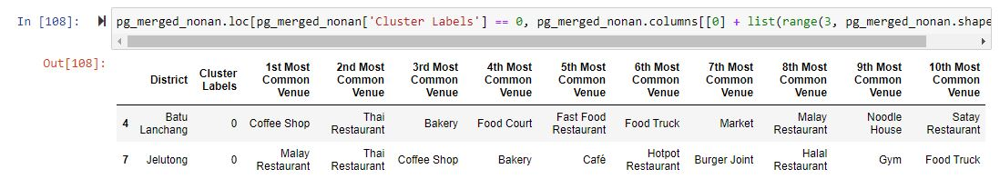 In [108]: pg_merged_nonan.loc[pg_merged_nonan['Cluster Labels'] == 0, pg_merged_nonan.columns[[0] + list(range(3, pg_merged_nonan.shape
Out[108]:
District Cluster Labels 1st Most Common Venue 2nd Most Common Venue 3rd Most Common Venue 4th Most Common Venue 5th Most Common Venue 6th Most Common Venue 7th Most Common Venue 8th Most Common Venue 9th Most Common Venue 10th Most Common Venue
4 Batu Lanchang 0 Coffee Shop Thai Restaurant Bakery Food Court Fast Food Restaurant Food Truck Market Malay Restaurant Noodle House Satay Restaurant
7 Jelutong 0 Malay Restaurant Thai Restaurant Coffee Shop Bakery Café Hotpot Restaurant Burger Joint Halal Restaurant Gym Food Truck